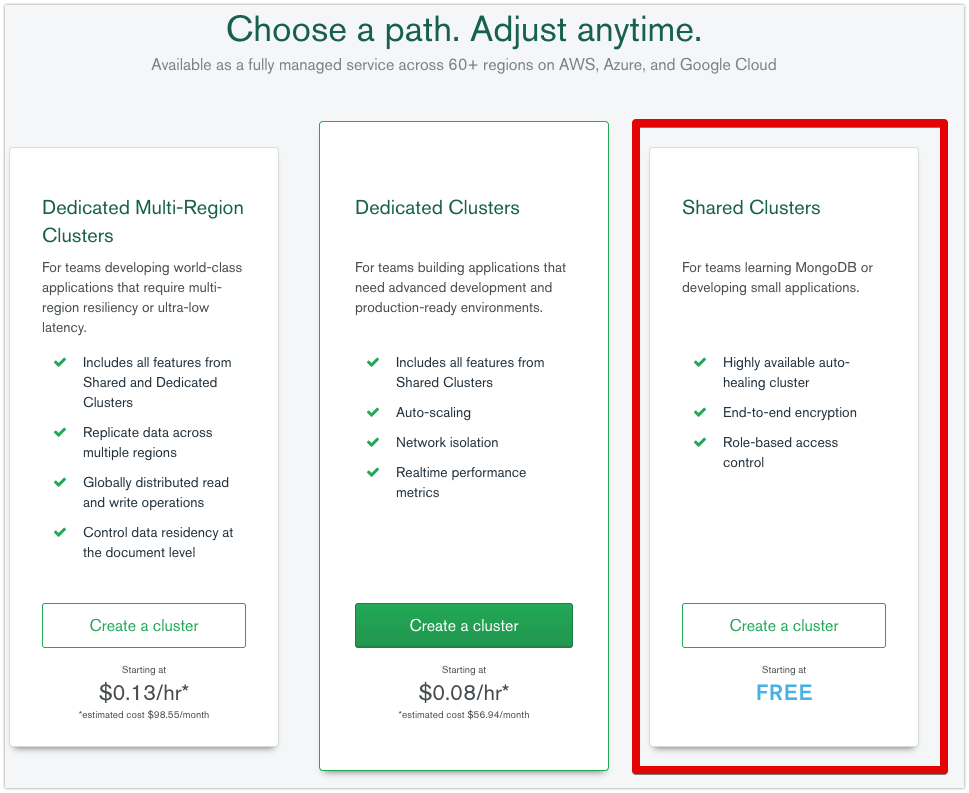 Choose a path. Adjust anytime.
Available as a fully managed service across 60+ regions on AWS, Azure, and Google Cloud
Dedicated Multi-Region
Clusters
For teams developing world-class
applications that require multi-
region resiliency or ultra-low
latency.
Includes all features from
Shared and Dedicated
Clusters
Replicate data across
multiple regions
Globally distributed read
and write operations
Control data residency at
the document level
Create a cluster
Starting at
$0.13/hr*
*estimated cost $98.55/month
Dedicated Clusters
For teams building applications that
need advanced development and
production-ready environments.
Includes all features from
Shared Clusters
Auto-scaling
Network isolation
Realtime performance
metrics
Create a cluster
Starting at
$0.08/hr*
*estimated cost $56.94/month
Shared Clusters
For teams learning MongoDB or
developing small applications.
Highly available auto-
healing cluster
End-to-end encryption
Role-based access
control
Create a cluster
Starting at
FREE